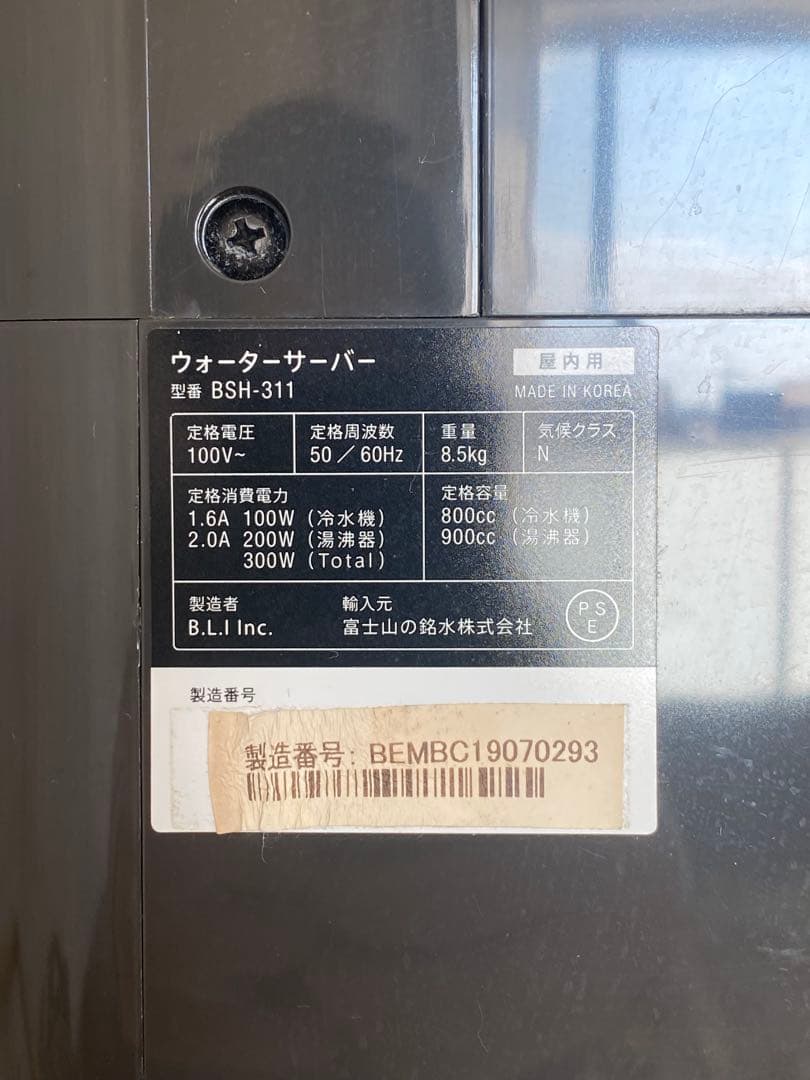 ウォーターサーバー
屋内用
型番 BSH-311
MADE IN KOREA
定格電圧
100V~
定格周波数
50／60Hz
重量
8.5kg
気候クラス
N
定格消費電力
1.6A 100W (冷水機)
2.0A 200W (湯沸器)
300W (Total)
定格容量
800cc (冷水機)
900cc (湯沸器)
製造者
B.L.I Inc.
輸入元
富士山の銘水株式会社
PS
E
製造番号
製造番号: BEMBC19070293